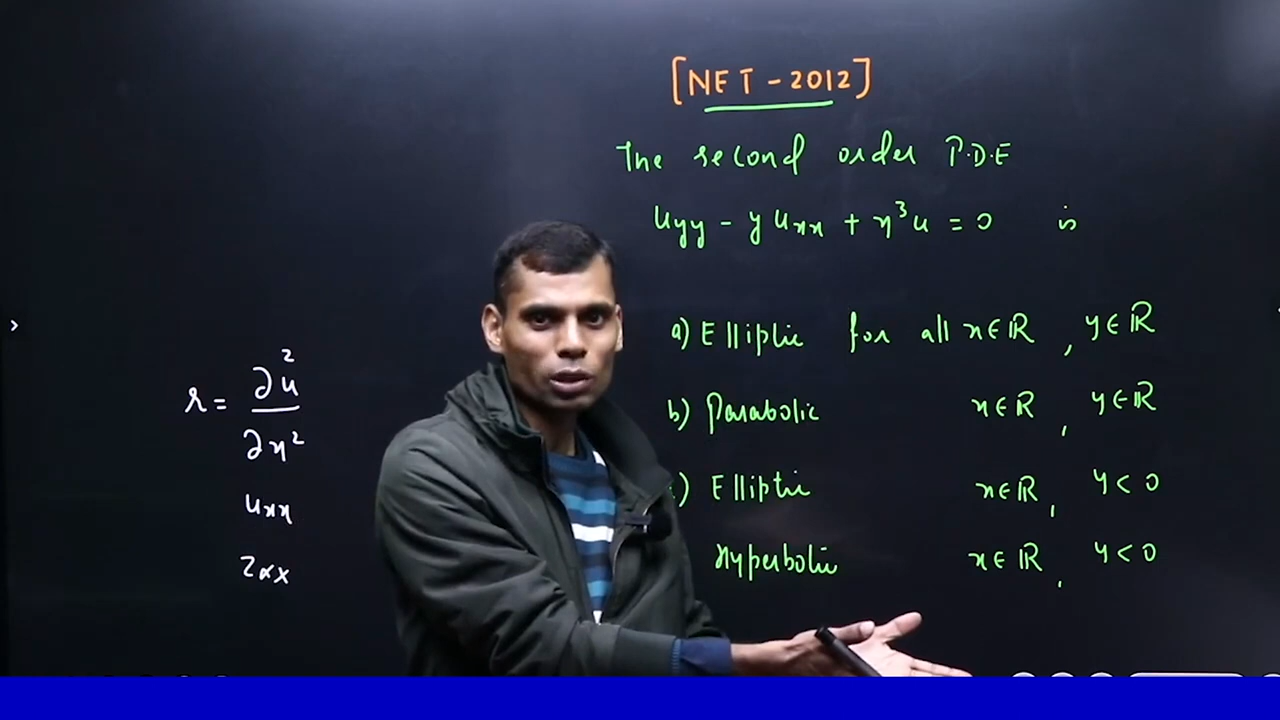 [NET-2012]
The second order P.D.E
uyy - y uxx + x³u = 0 is
a) Elliptic for all x∈ℝ, y∈ℝ
b) Parabolic x∈ℝ, y∈ℝ
) Elliptic x∈ℝ, y<0
Hyperbolic x∈ℝ, y<0
r = ∂²u
∂x²
uxx
zxx